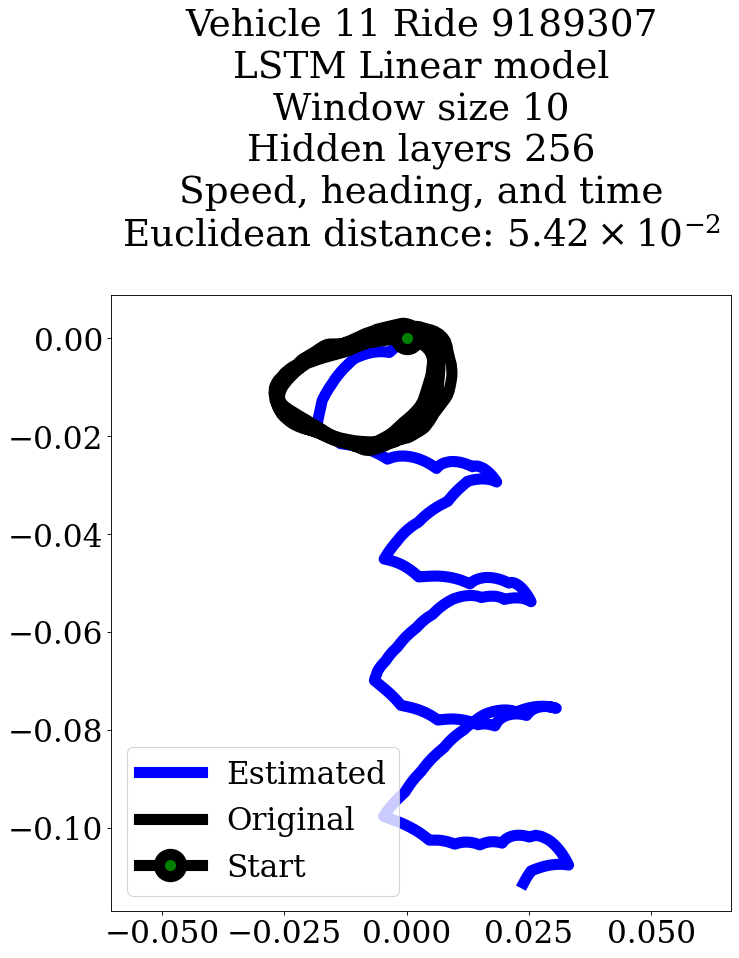 Vehicle 11 Ride 9189307
LSTM Linear model
Window size 10
Hidden layers 256
Speed, heading, and time
Euclidean distance: 5.42 × 10⁻²
0.00
−0.02
−0.04
−0.06
−0.08
−0.10
Estimated
Original
Start
−0.050 −0.025 0.000 0.025 0.050